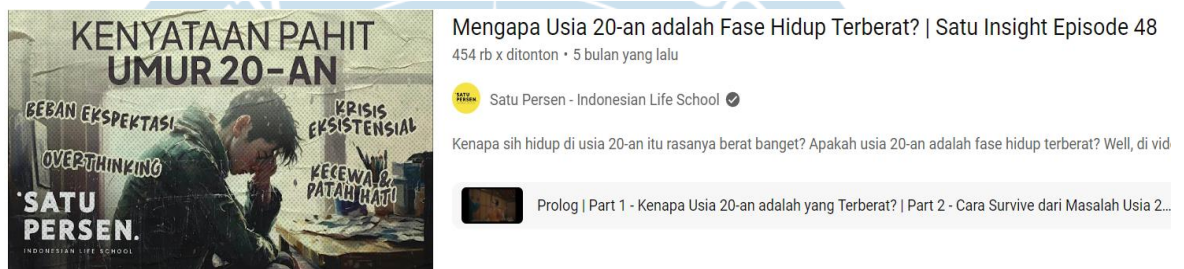 KENYATAAN PAHIT
UMUR 20-AN
BEBAN EKSPEKTASI
KRISIS
EKSISTENSIAL
OVERTHINKING
KECEWA &
PATAH HATI
SATU
PERSEN.
INDONESIAN LIFE SCHOOL
Mengapa Usia 20-an adalah Fase Hidup Terberat? | Satu Insight Episode 48
454 rb x ditonton • 5 bulan yang lalu
SATU
PERSEN.
Satu Persen - Indonesian Life School
Kenapa sih hidup di usia 20-an itu rasanya berat banget? Apakah usia 20-an adalah fase hidup terberat? Well, di vid
Prolog | Part 1 - Kenapa Usia 20-an adalah yang Terberat? | Part 2 - Cara Survive dari Masalah Usia 2...